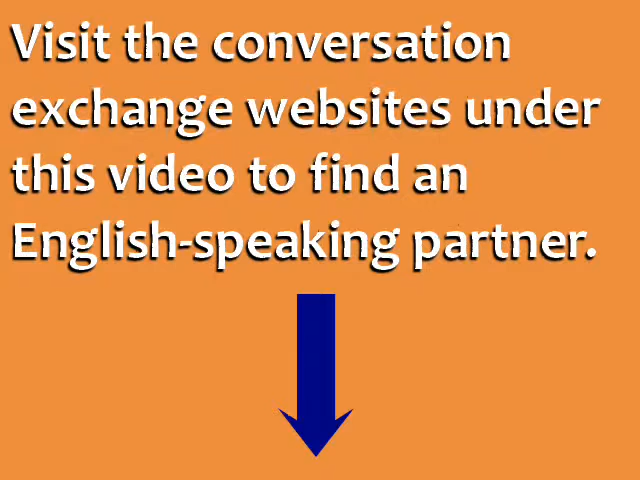 Visit the conversation
exchange websites under
this video to find an
English-speaking partner.